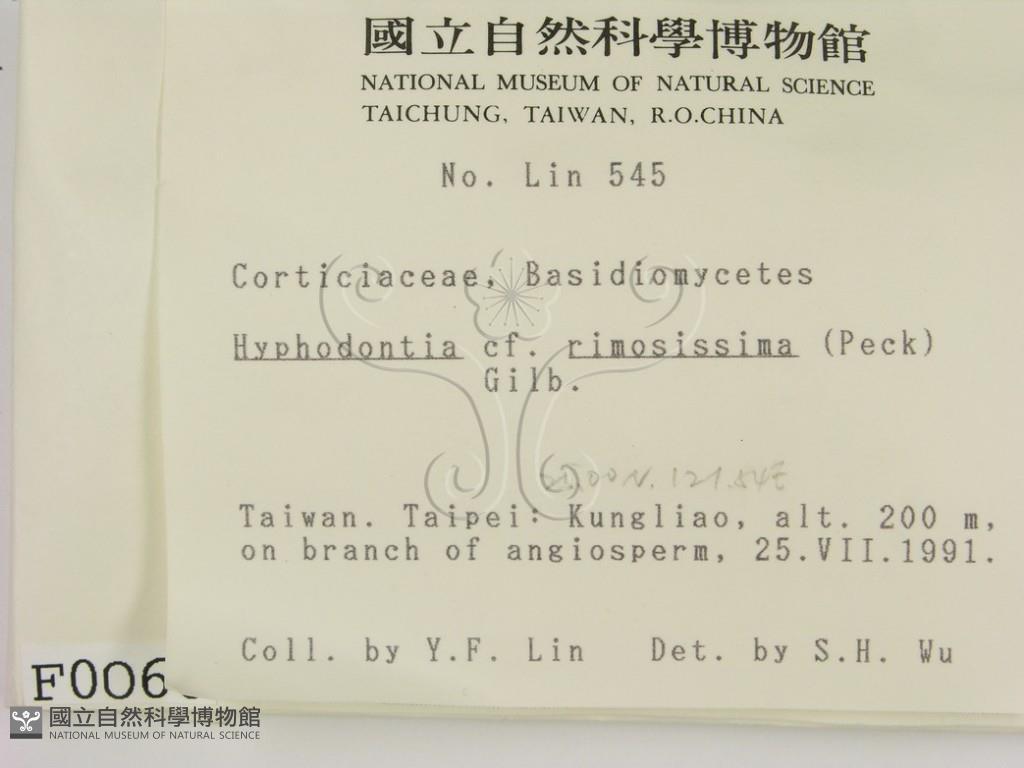 國立自然科學博物館
NATIONAL MUSEUM OF NATURAL SCIENCE
TAICHUNG, TAIWAN, R.O.CHINA
No. Lin 545
Corticiaceae, Basidiomycetes
Hyphodontia cf. rimosissima (Peck)
Gilb.
121.54E
Taiwan. Taipei: Kungliao, alt. 200 m,
on branch of angiosperm, 25.VII.1991.
Coll. by Y.F. Lin Det. by S.H. Wu
F006
國立自然科學博物館
NATIONAL MUSEUM OF NATURAL SCIENCE